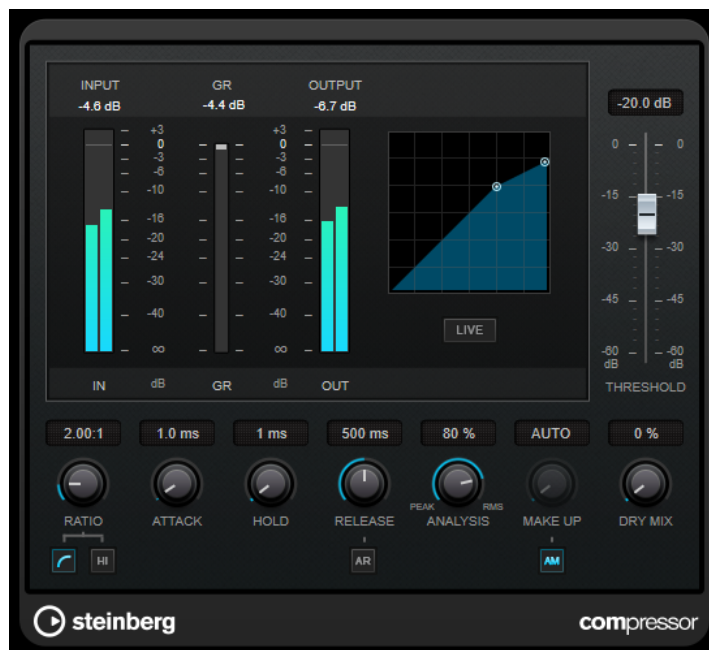 INPUT GR OUTPUT
-4.6 dB -4.4 dB -6.7 dB
-20.0 dB
+3 +3
0 0
-3 -3
-6 -6
-10 -10
-16 -16
-20 -20
-24 -24
-30 -30
-40 -40
∞ ∞
0 0
-15 -15
-30 -30
-45 -45
-60 -60
dB dB
LIVE
IN dB GR dB OUT
THRESHOLD
2.00:1 1.0 ms 1 ms 500 ms 80 % AUTO 0 %
PEAK RMS
RATIO ATTACK HOLD RELEASE ANALYSIS MAKE UP DRY MIX
HI AR AM
steinberg compressor